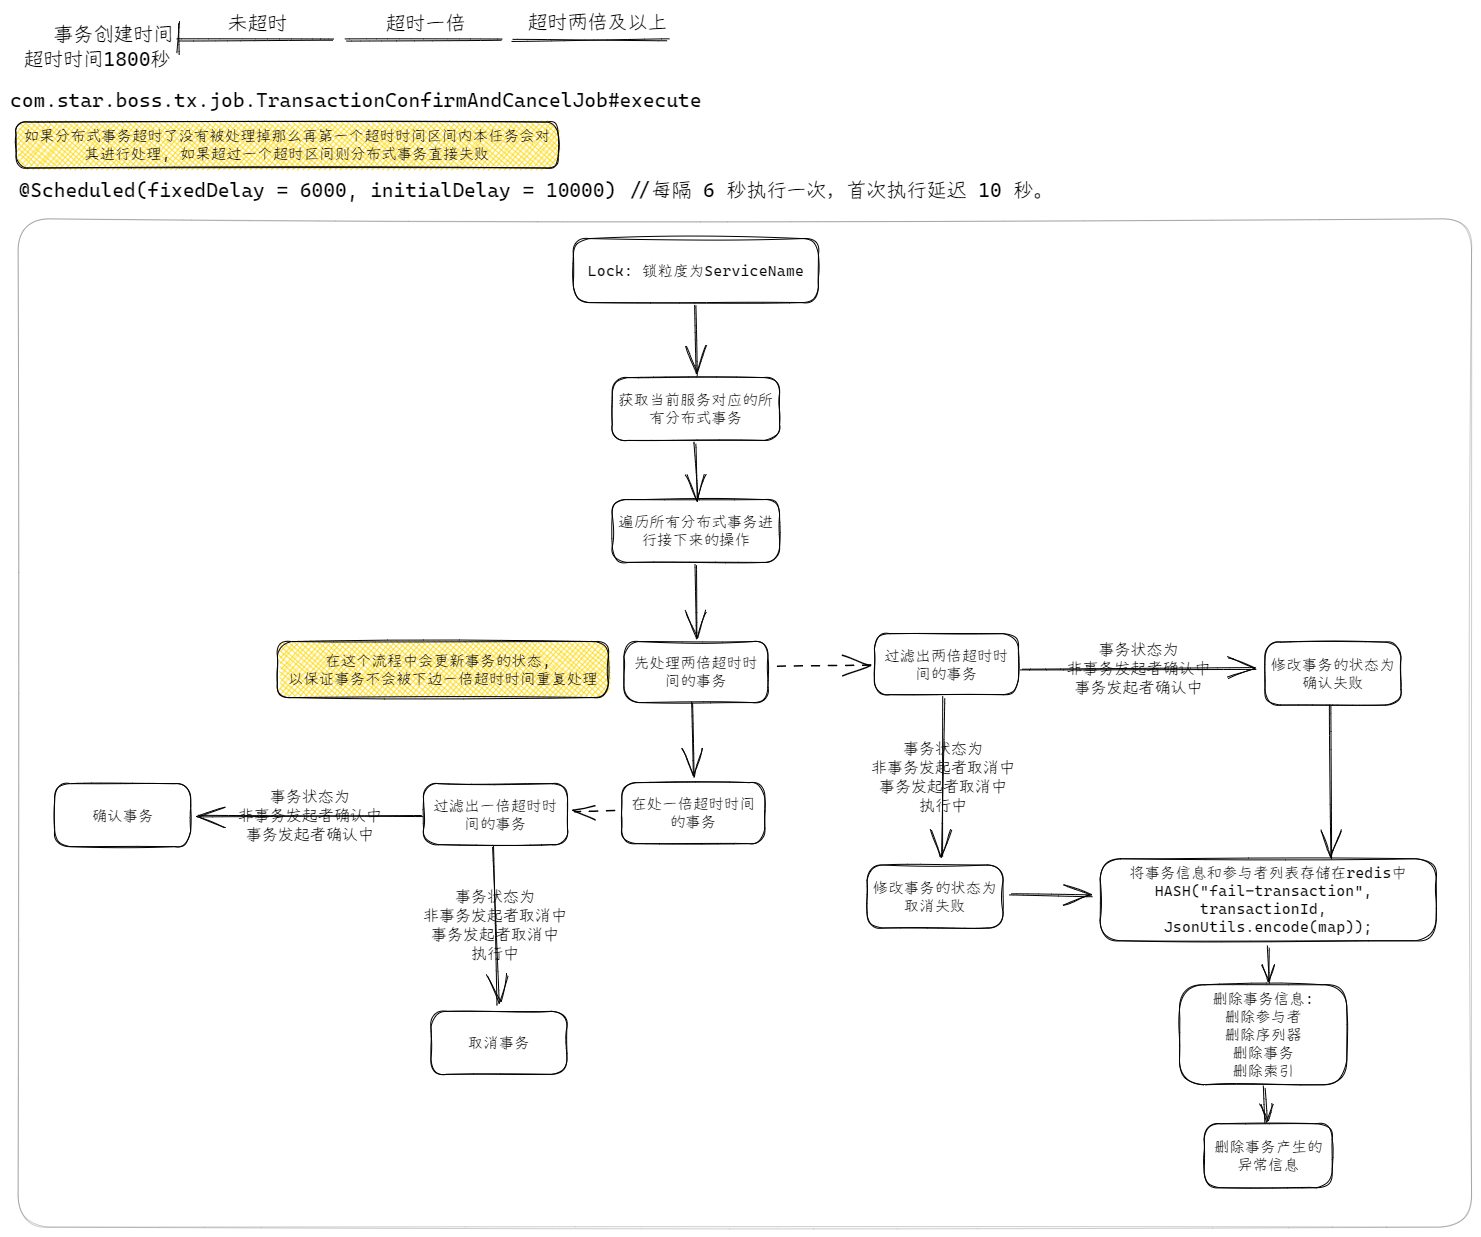 未超时
超时一倍
超时两倍及以上
事务创建时间
超时时间1800秒
com.star.boss.tx.job.TransactionConfirmAndCancelJob#execute
如果分布式事务超时了没有被处理掉那么再第一个超时时间区间内本任务会对
其进行处理, 如果超过一个超时区间则分布式事务直接失败
@Scheduled(fixedDelay = 6000, initialDelay = 10000) //每隔 6 秒执行一次，首次执行延迟 10 秒。
Lock: 锁粒度为ServiceName
获取当前服务对应的所
有分布式事务
遍历所有分布式事务进
行接下来的操作
在这个流程中会更新事务的状态,
以保证事务不会被下边一倍超时时间重复处理
先处理两倍超时时
间的事务
过滤出两倍超时时
间的事务
事务状态为
非事务发起者确认中
事务发起者确认中
修改事务的状态为
确认失败
事务状态为
非事务发起者取消中
事务发起者取消中
执行中
确认事务
事务状态为
非事务发起者确认中
事务发起者确认中
过滤出一倍超时时
间的事务
在处一倍超时时间
的事务
事务状态为
非事务发起者取消中
事务发起者取消中
执行中
修改事务的状态为
取消失败
将事务信息和参与者列表存储在redis中
HASH("fail-transaction",
transactionId,
JsonUtils.encode(map));
删除事务信息:
删除参与者
删除序列器
删除事务
删除索引
取消事务
删除事务产生的
异常信息